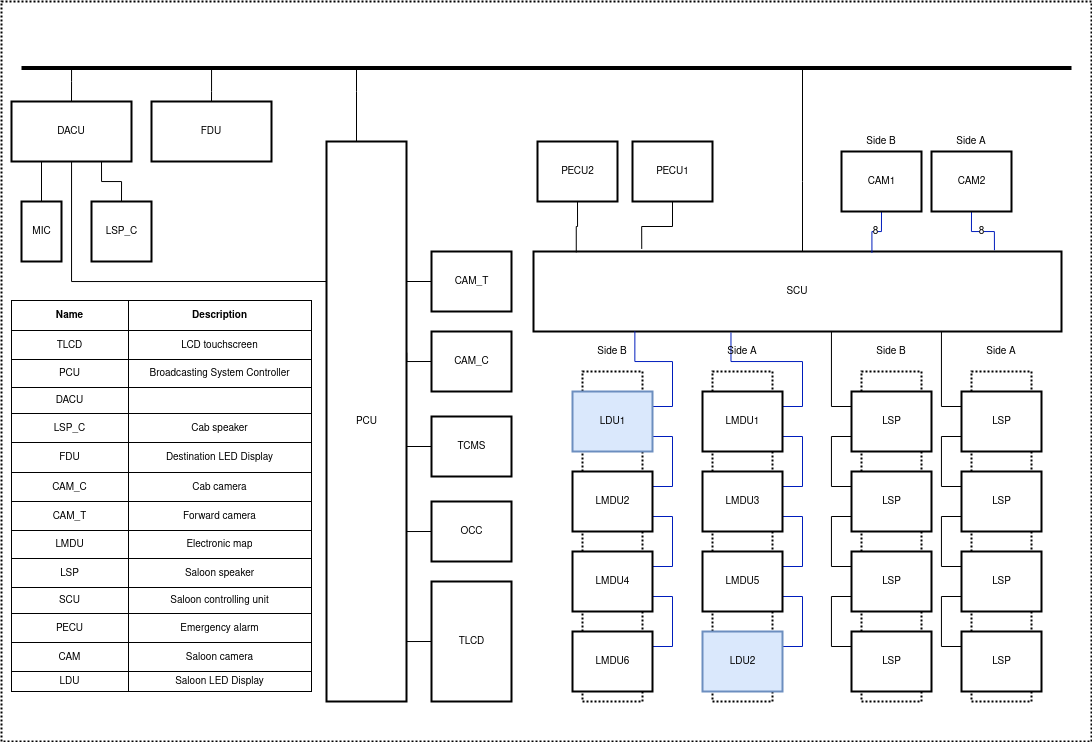 DACU
FDU
MIC
LSP_C
PCU
CAM_T
CAM_C
TCMS
OCC
TLCD
PECU2
PECU1
Side B
Side A
CAM1
CAM2
8
8
SCU
Side B
Side A
Side B
Side A
LDU1
LMDU1
LSP
LSP
LMDU2
LMDU3
LSP
LSP
LMDU4
LMDU5
LSP
LSP
LMDU6
LDU2
LSP
LSP
Name Description
TLCD LCD touchscreen
PCU Broadcasting System Controller
DACU
LSP_C Cab speaker
FDU Destination LED Display
CAM_C Cab camera
CAM_T Forward camera
LMDU Electronic map
LSP Saloon speaker
SCU Saloon controlling unit
PECU Emergency alarm
CAM Saloon camera
LDU Saloon LED Display